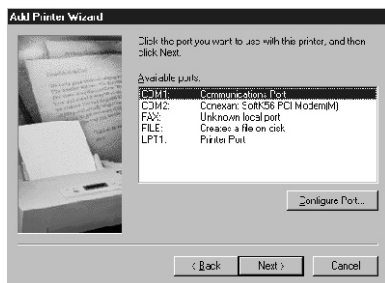 Add Printer Wizard
Click the port you want to use with this printer, and then
click Next.
Available ports:
COM1: Communications Port
COM2: Conexant SoftK56 PCI Modem(M)
FAX: Unknown local port
FILE: Creates a file on disk
LPT1: Printer Port
Configure Port...
< Back
Next >
Cancel